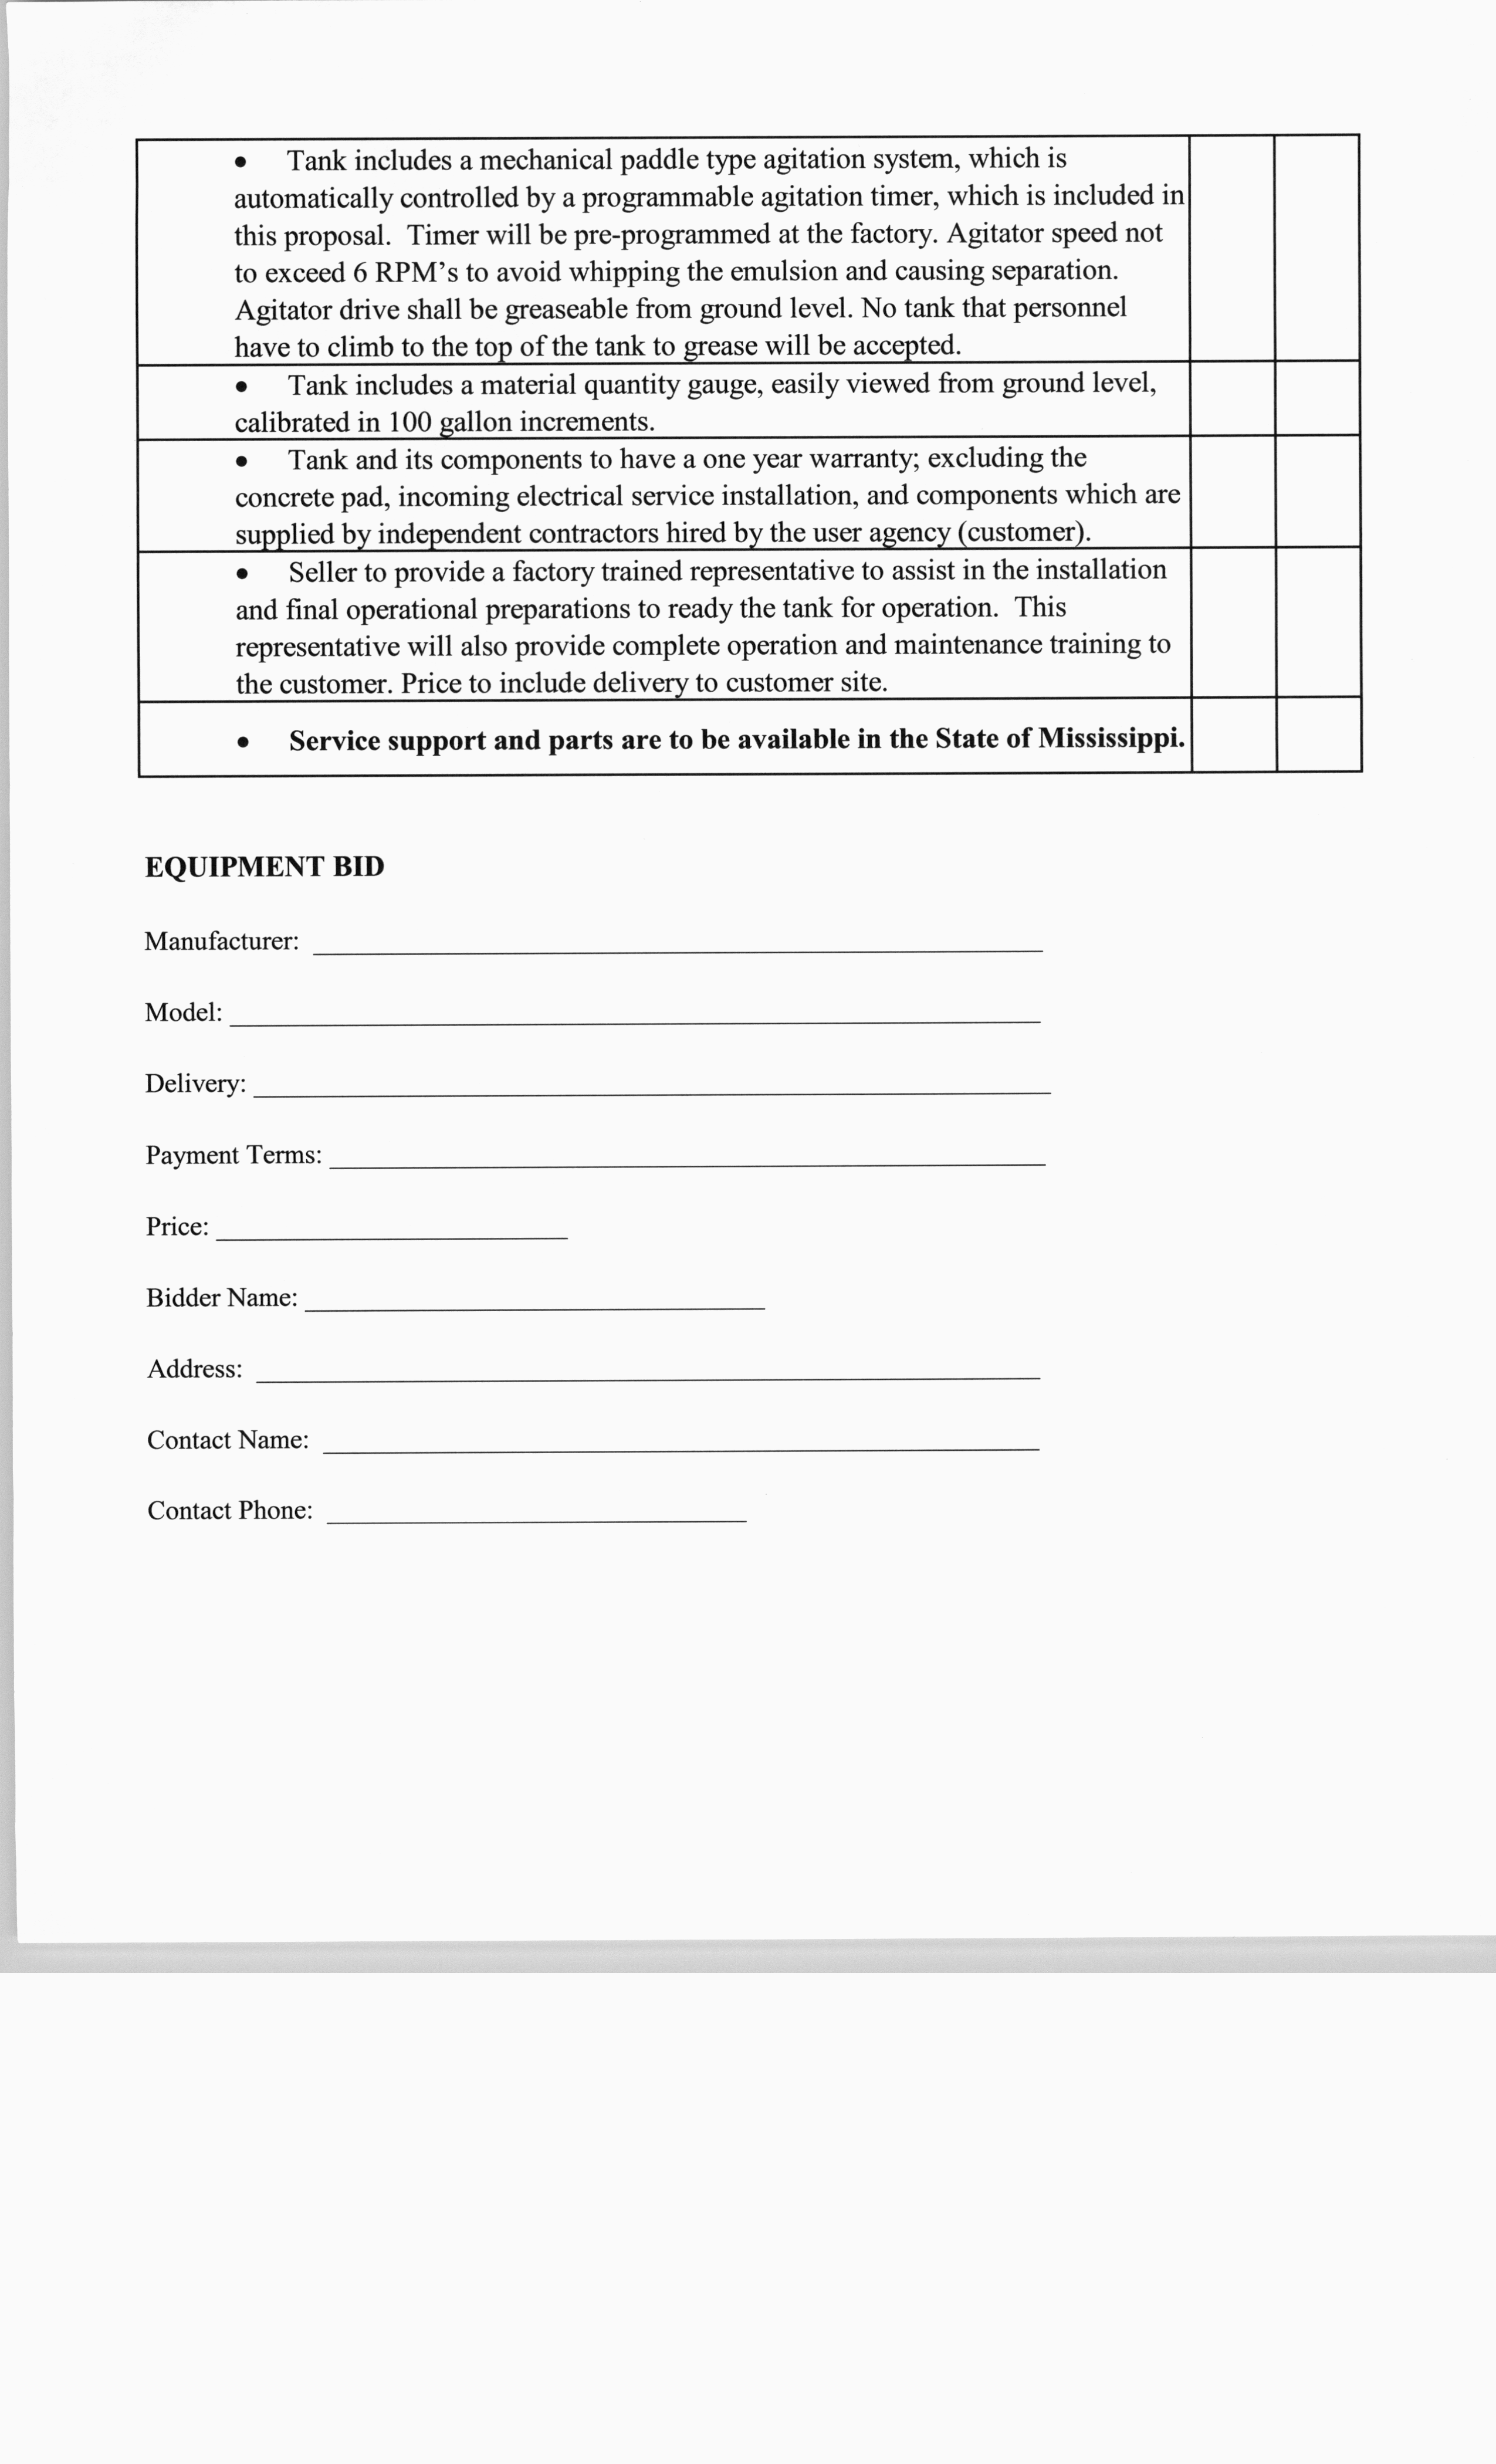 • Tank includes a mechanical paddle type agitation system, which is
automatically controlled by a programmable agitation timer, which is included in
this proposal.  Timer will be pre-programmed at the factory. Agitator speed not
to exceed 6 RPM’s to avoid whipping the emulsion and causing separation.
Agitator drive shall be greaseable from ground level. No tank that personnel
have to climb to the top of the tank to grease will be accepted.
• Tank includes a material quantity gauge, easily viewed from ground level,
calibrated in 100 gallon increments.
• Tank and its components to have a one year warranty; excluding the
concrete pad, incoming electrical service installation, and components which are
supplied by independent contractors hired by the user agency (customer).
• Seller to provide a factory trained representative to assist in the installation
and final operational preparations to ready the tank for operation.  This
representative will also provide complete operation and maintenance training to
the customer. Price to include delivery to customer site.
• Service support and parts are to be available in the State of Mississippi.
EQUIPMENT BID
Manufacturer:
Model:
Delivery:
Payment Terms:
Price:
Bidder Name:
Address:
Contact Name:
Contact Phone: